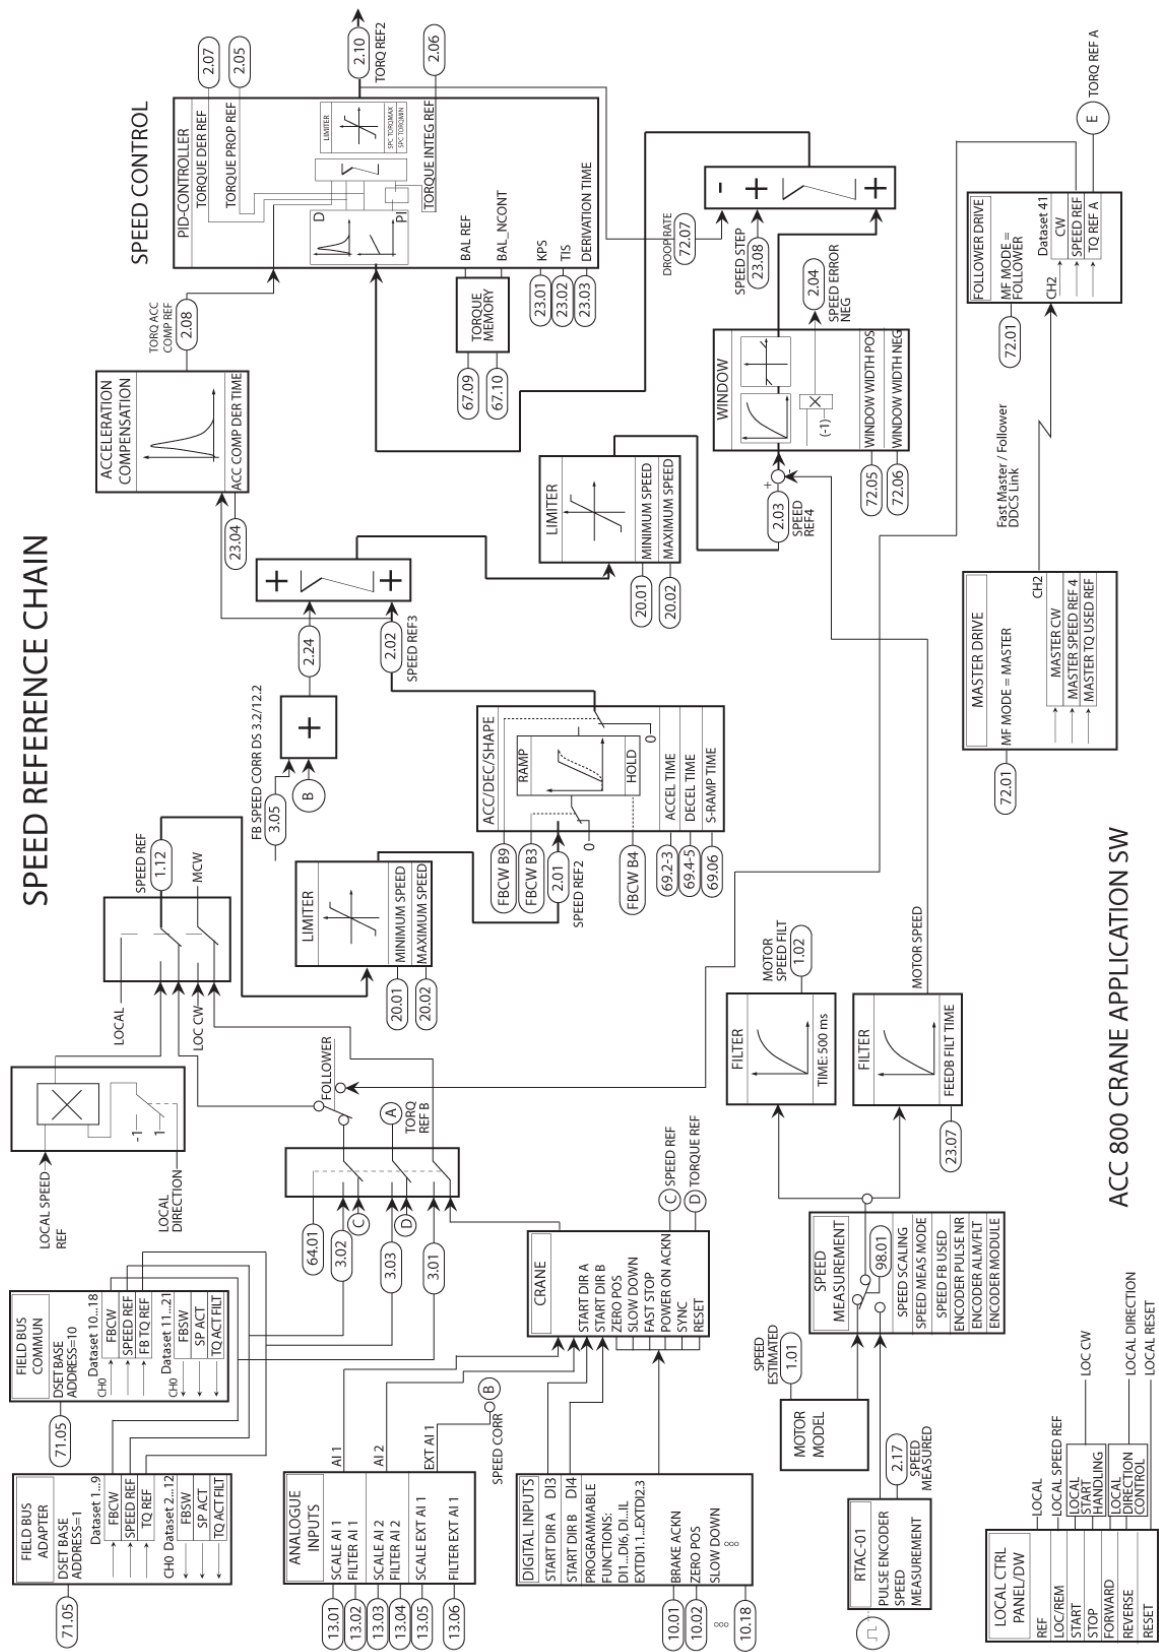 SPEED REFERENCE CHAIN
FIELD BUS
ADAPTER
DSET BASE
ADDRESS=1
Dataset 1...9
FBCW
SPEED REF
TQ REF
CH0 Dataset 2...12
FBSW
SP ACT
TQ ACT FILT
71.05
FIELD BUS
COMMUN
DSET BASE
ADDRESS=10
Dataset 10...18
CH0
FBCW
SPEED REF
FB TQ REF
Dataset 11...21
CH0
FBSW
SP ACT
TQ ACT FILT
71.05
LOCAL SPEED
REF
LOCAL
DIRECTION
-1
1
LOCAL
LOC CW
SPEED REF
1.12
MCW
FB SPEED CORR DS 3.2/12.2
3.05
B
+
2.24
2.02
SPEED REF3
+
+
23.04
ACCELERATION
COMPENSATION
ACC COMP DER TIME
TORQ ACC
COMP REF
2.08
SPEED CONTROL
PID-CONTROLLER
TORQUE DER REF
2.07
TORQUE PROP REF
2.05
D
PI
LIMITER
SPC TORQMAX
SPC TORQMIN
TORQUE INTEG REF
2.06
2.10
TORQ REF2
BAL REF
BAL_NCONT
KPS
TIS
DERIVATION TIME
23.01
23.02
23.03
TORQUE
MEMORY
67.09
67.10
ANALOGUE
INPUTS
SCALE AI 1
FILTER AI 1
SCALE AI 2
FILTER AI 2
SCALE EXT AI 1
FILTER EXT AI 1
13.01
13.02
13.03
13.04
13.05
13.06
AI 1
AI 2
EXT AI 1
B
SPEED CORR
64.01
3.02
C
3.03
D
3.01
FOLLOWER
A
TORQ
REF B
LIMITER
MINIMUM SPEED
MAXIMUM SPEED
20.01
20.02
ACC/DEC/SHAPE
RAMP
HOLD
0
0
ACCEL TIME
DECEL TIME
S-RAMP TIME
FBCW B9
FBCW B3
2.01
SPEED REF2
FBCW B4
69.2-3
69.4-5
69.06
LIMITER
MINIMUM SPEED
MAXIMUM SPEED
20.01
20.02
2.03
SPEED
REF4
+
-
WINDOW
(-1)
WINDOW WIDTH POS
WINDOW WIDTH NEG
72.05
72.06
2.04
SPEED ERROR
NEG
DROOP RATE
72.07
SPEED STEP
23.08
-
+
+
DIGITAL INPUTS
START DIR A DI3
START DIR B DI4
PROGRAMMABLE
FUNCTIONS:
DI1...DI6, DI...IL
EXTDI1.1...EXTDI2.3
BRAKE ACKN
ZERO POS
SLOW DOWN
10.01
10.02
10.18
CRANE
START DIR A
START DIR B
ZERO POS
SLOW DOWN
FAST STOP
POWER ON ACKN
SYNC
RESET
C
SPEED REF
D
TORQUE REF
FILTER
TIME: 500 ms
MOTOR
SPEED FILT
1.02
FILTER
FEEDB FILT TIME
23.07
MOTOR SPEED
SPEED
MEASUREMENT
98.01
SPEED SCALING
SPEED MEAS MODE
SPEED FB USED
ENCODER PULSE NR
ENCODER ALM/FLT
ENCODER MODULE
SPEED
ESTIMATED
1.01
MOTOR
MODEL
RTAC-01
PULSE ENCODER
SPEED
MEASUREMENT
2.17
SPEED
MEASURED
MASTER DRIVE
MF MODE = MASTER
CH2
MASTER CW
MASTER SPEED REF 4
MASTER TQ USED REF
72.01
Fast Master / Follower
DDCS Link
FOLLOWER DRIVE
MF MODE =
FOLLOWER
Dataset 41
CH2
CW
SPEED REF
TQ REF A
72.01
E
TORQ REF A
LOCAL CTRL
PANEL/DW
REF
LOC/REM
START
STOP
FORWARD
REVERSE
RESET
LOCAL
LOCAL SPEED REF
LOCAL
START
HANDLING
LOC CW
LOCAL
DIRECTION
CONTROL
LOCAL DIRECTION
LOCAL RESET
ACC 800 CRANE APPLICATION SW